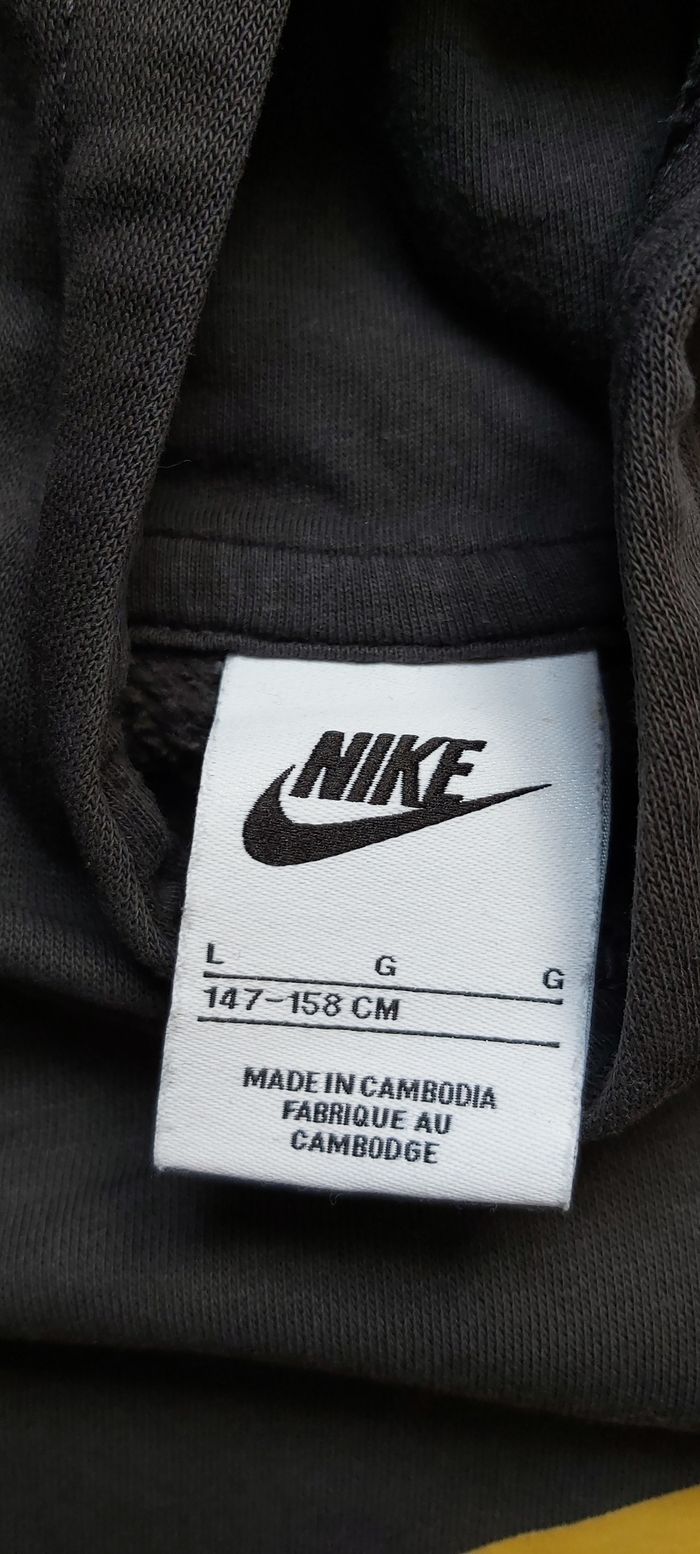 NIKE
L G G
147-158 CM
MADE IN CAMBODIA
FABRIQUE AU
CAMBODGE